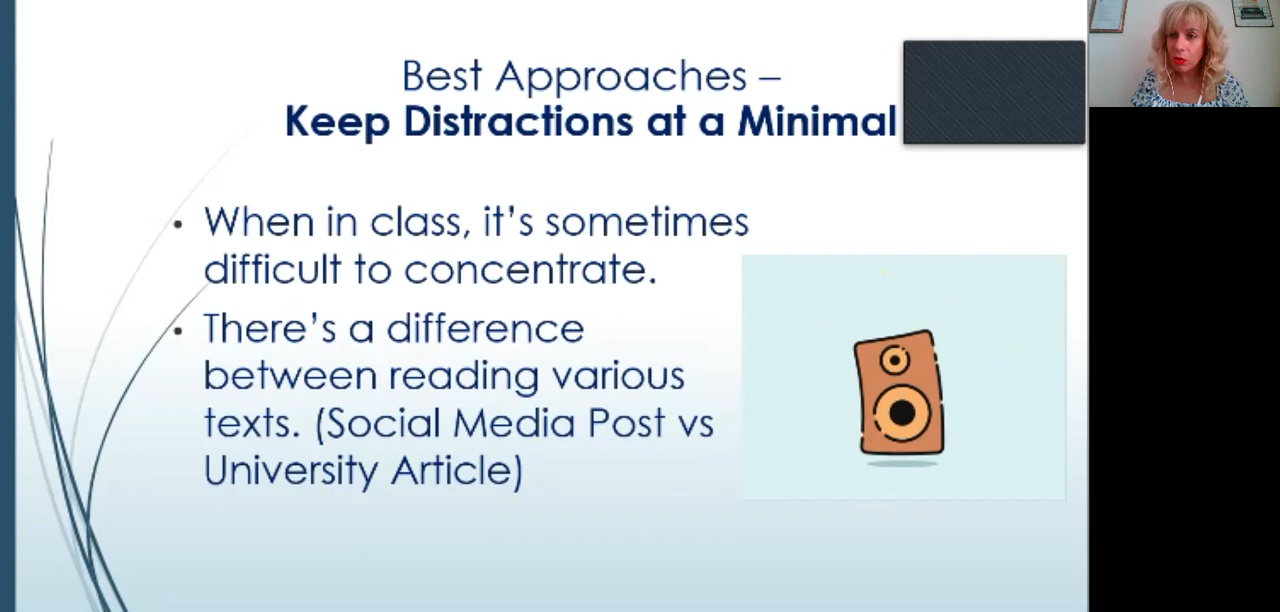 Best Approaches –
Keep Distractions at a Minimal
• When in class, it's sometimes
difficult to concentrate.
• There's a difference
between reading various
texts. (Social Media Post vs
University Article)